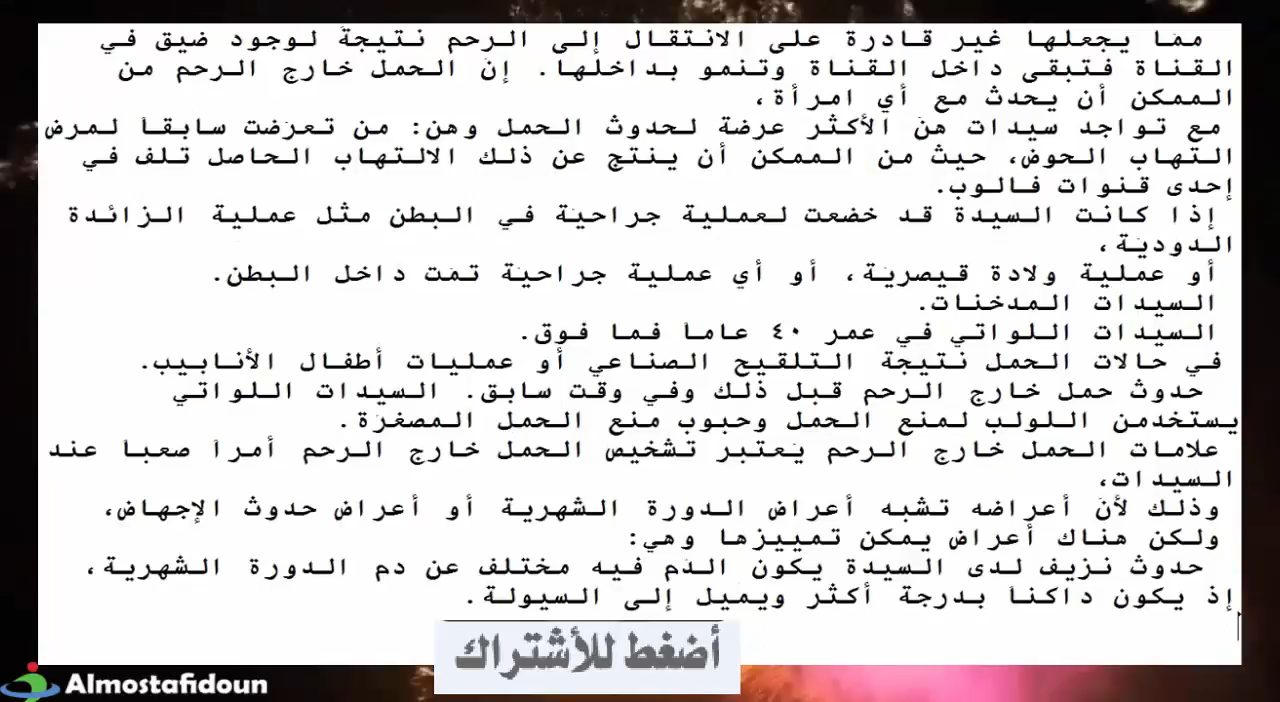 مما يجعلها غير قادرة على الانتقال إلى الرحم نتيجة لوجود ضيق في
القناة فتبقى داخل القناة وتنمو بداخلها. إن الحمل خارج الرحم من
الممكن أن يحدث مع أي امرأة،
مع تواجد سيدات هن الأكثر عرضة لحدوث الحمل وهن: من تعرضت سابقاً لمرض
التهاب الحوض، حيث من الممكن أن ينتج عن ذلك الالتهاب الحاصل تلف في
إحدى قنوات فالوب.
إذا كانت السيدة قد خضعت لعملية جراحية في البطن مثل عملية الزائدة
الدودية،
أو عملية ولادة قيصرية، أو أي عملية جراحية تمت داخل البطن.
السيدات المدخنات.
السيدات اللواتي في عمر ٤٠ عاماً فما فوق.
في حالات الحمل نتيجة التلقيح الصناعي أو عمليات أطفال الأنابيب.
حدوث حمل خارج الرحم قبل ذلك وفي وقت سابق. السيدات اللواتي
يستخدمن اللولب لمنع الحمل وحبوب منع الحمل المصغرة.
علامات الحمل خارج الرحم يعتبر تشخيص الحمل خارج الرحم أمراً صعباً عند
السيدات،
وذلك لأن أعراضه تشبه أعراض الدورة الشهرية أو أعراض حدوث الإجهاض،
ولكن هناك أعراض يمكن تمييزها وهي:
حدوث نزيف لدى السيدة يكون الدم فيه مختلف عن دم الدورة الشهرية،
إذ يكون داكناً بدرجة أكثر ويميل إلى السيولة.
أضغط للأشتراك
Almostafidoun